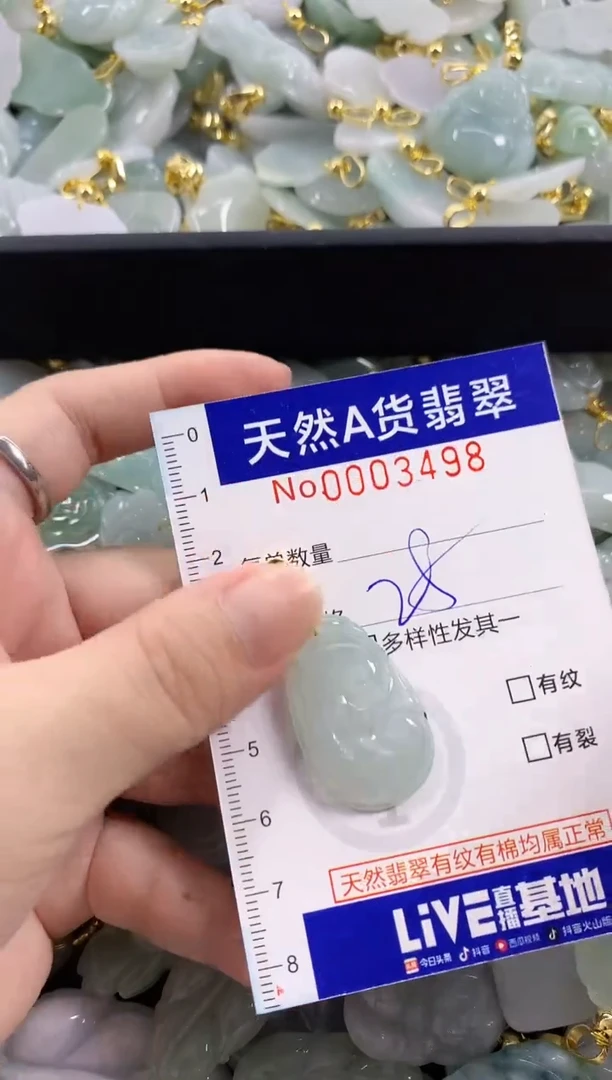 天然A货翡翠
No0003498
数量
28
多样性发其一
有纹
有裂
天然翡翠有纹有棉均属正常
LiVE直播基地
今日头条 抖音 西瓜视频 抖音火山版
0
1
2
5
6
7
8